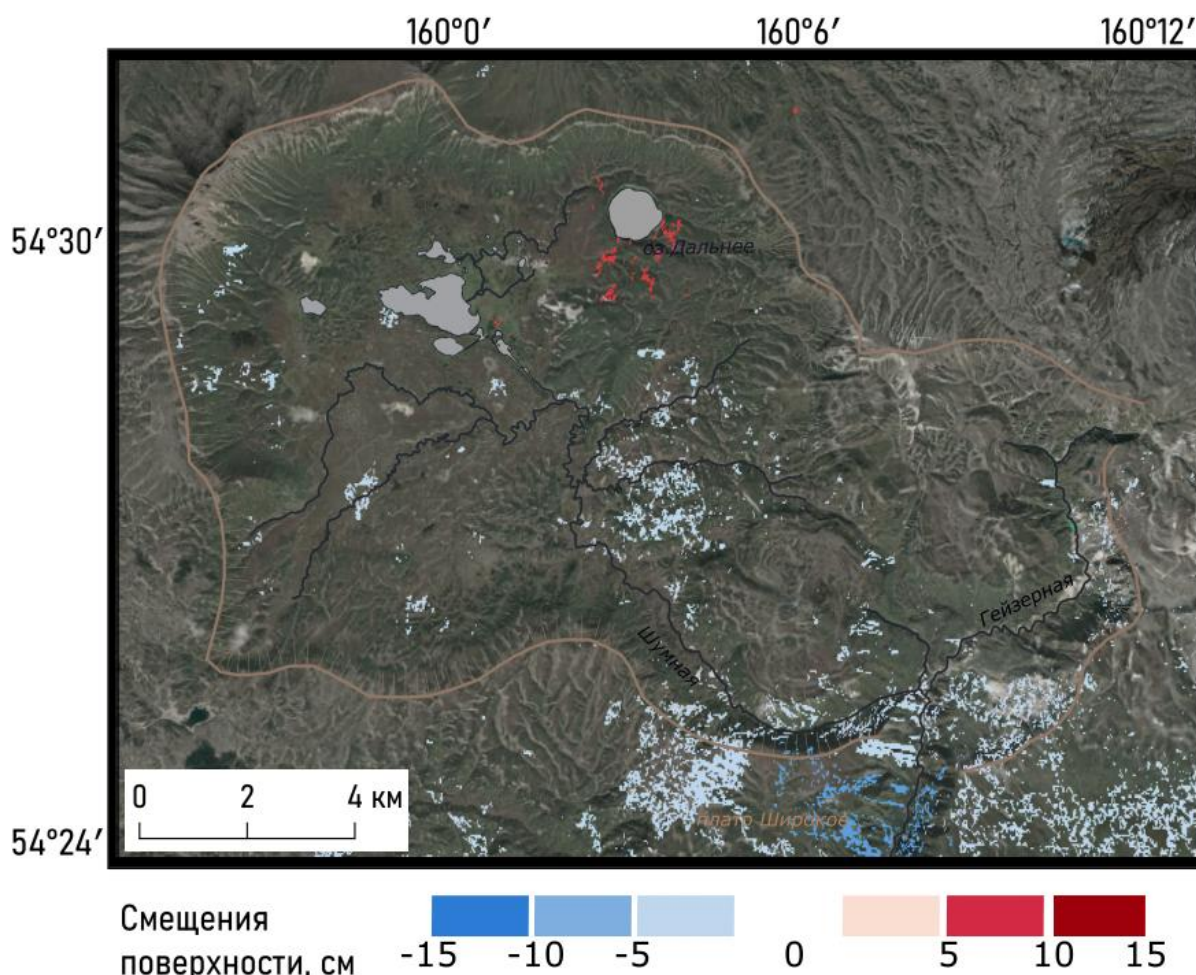 160°0′ 160°6′ 160°12′
54°30′
оз.Дальнее
Гейзерная
Шумная
0 2 4 км
плато Широкое
54°24′
Смещения
поверхности, см
-15 -10 -5 0 5 10 15